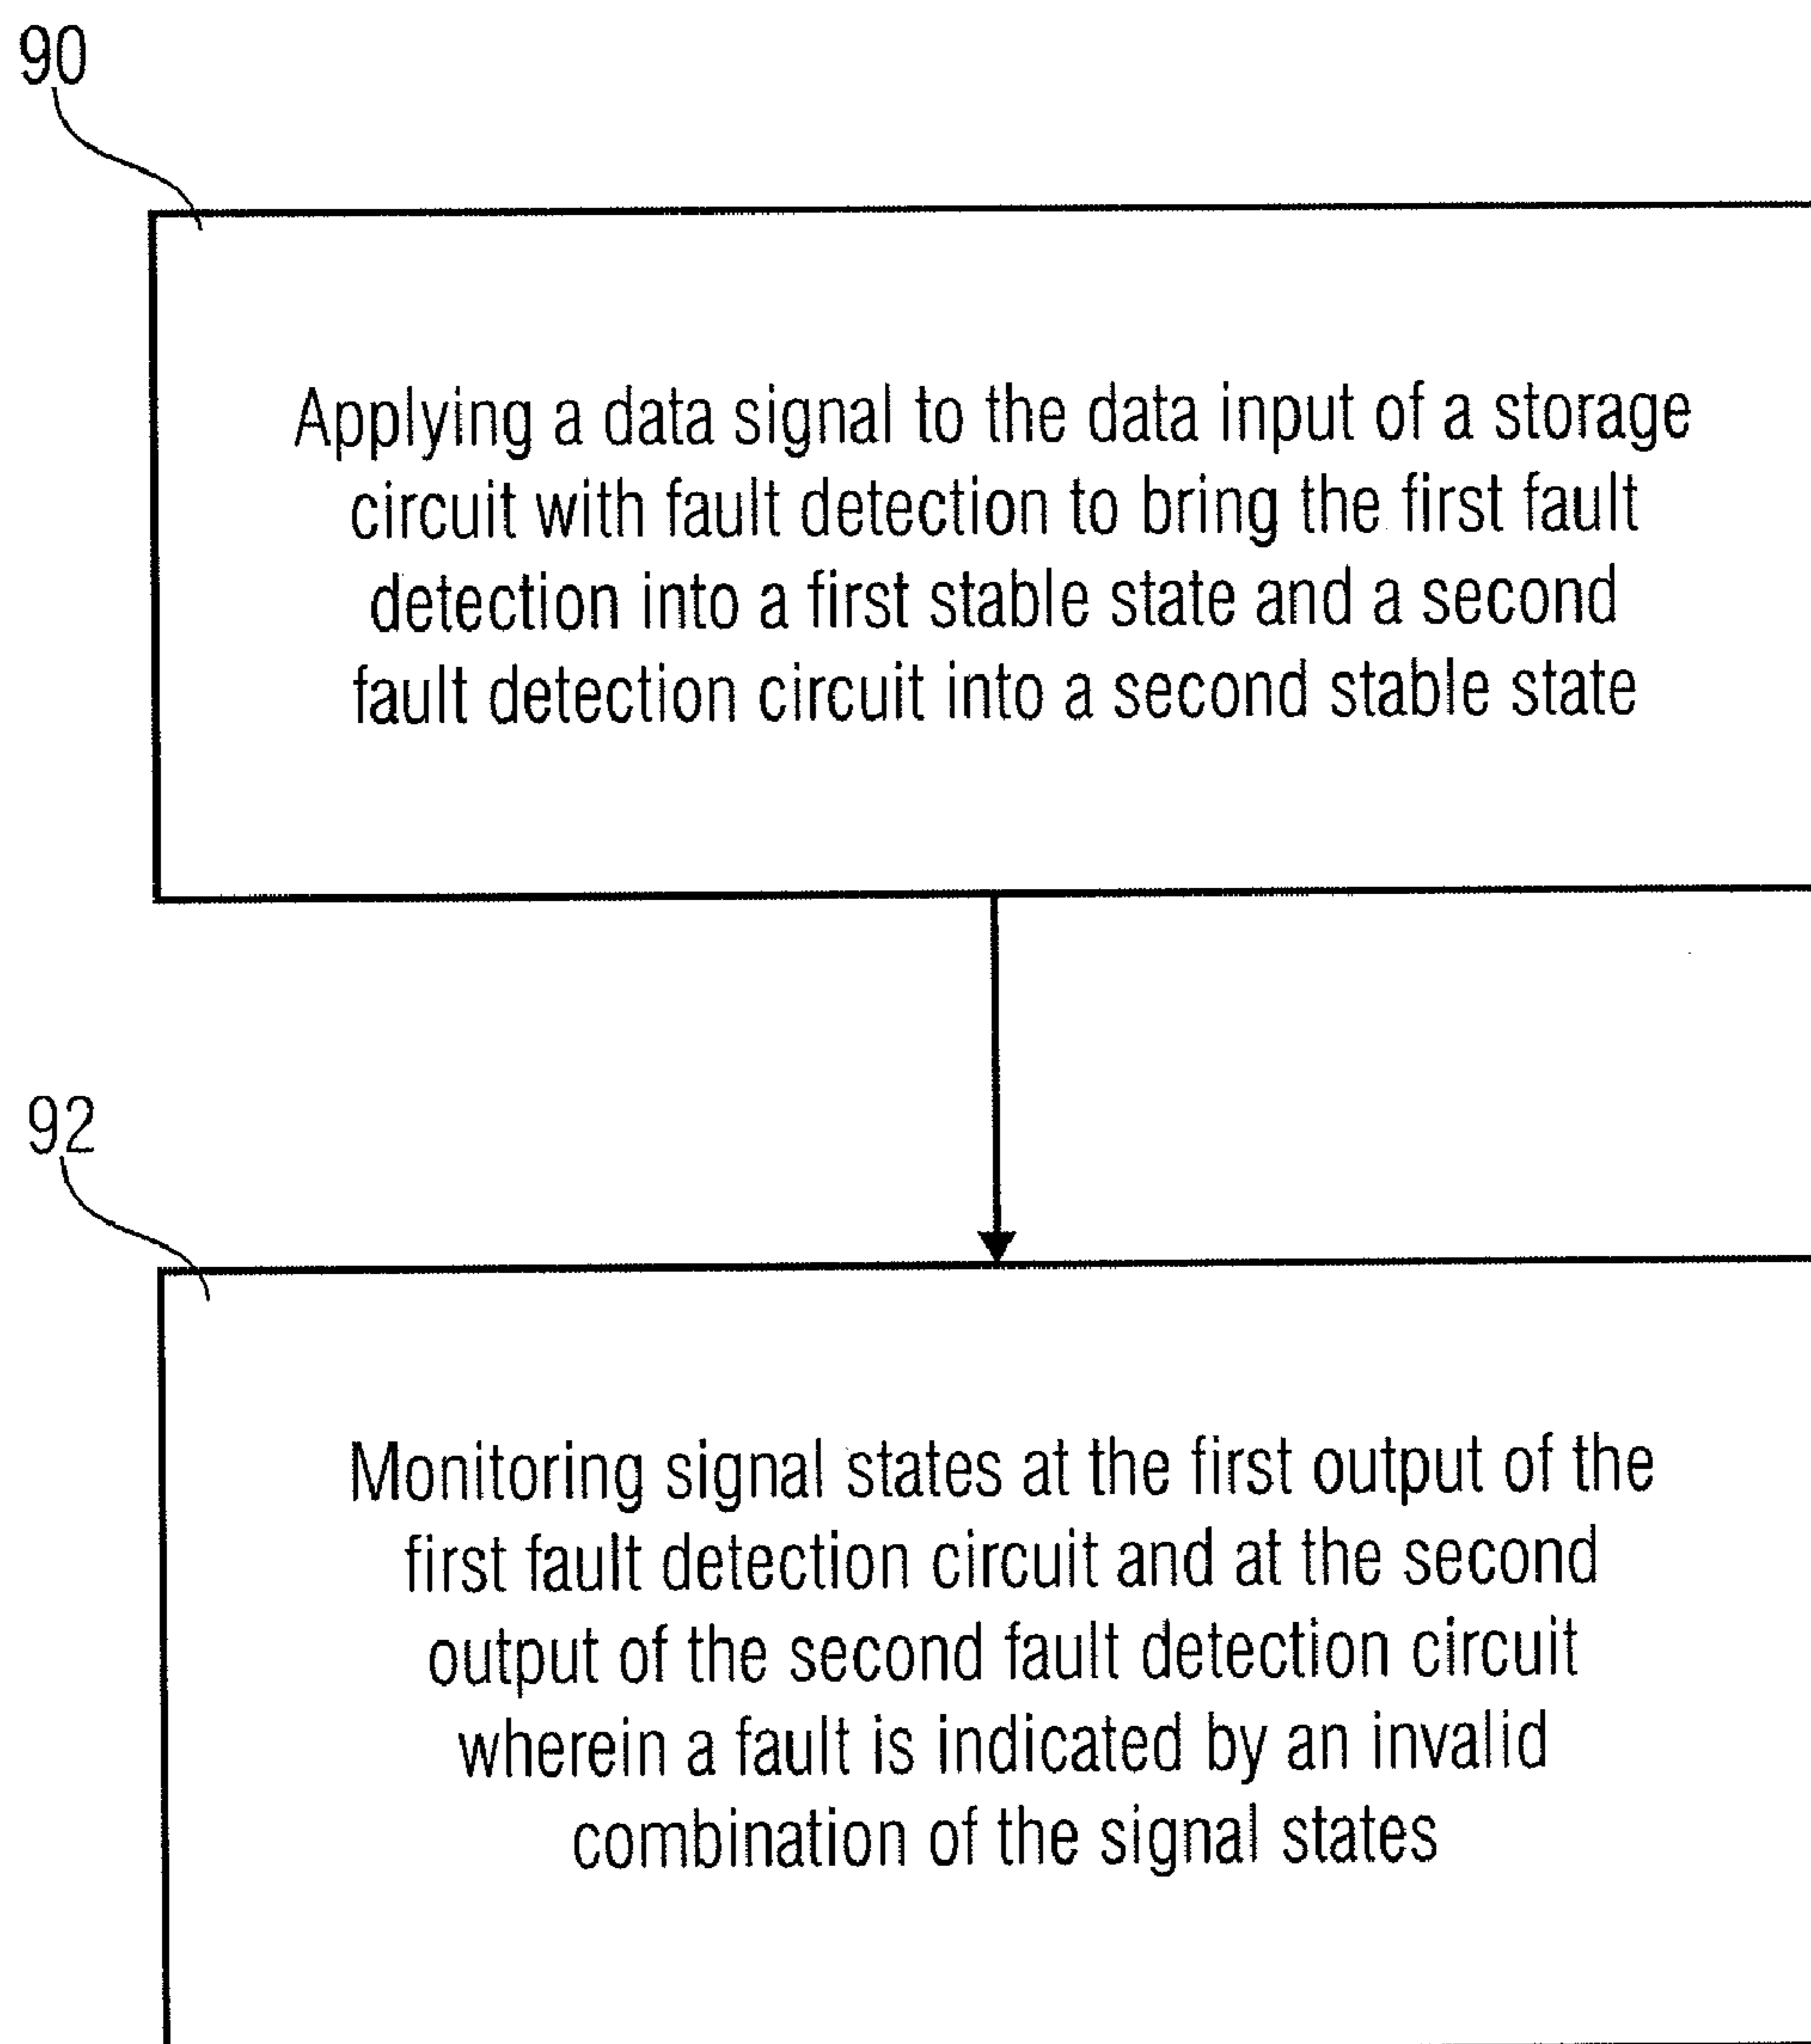 90
Applying a data signal to the data input of a storage
circuit with fault detection to bring the first fault
detection into a first stable state and a second
fault detection circuit into a second stable state
92
Monitoring signal states at the first output of the
first fault detection circuit and at the second
output of the second fault detection circuit
wherein a fault is indicated by an invalid
combination of the signal states